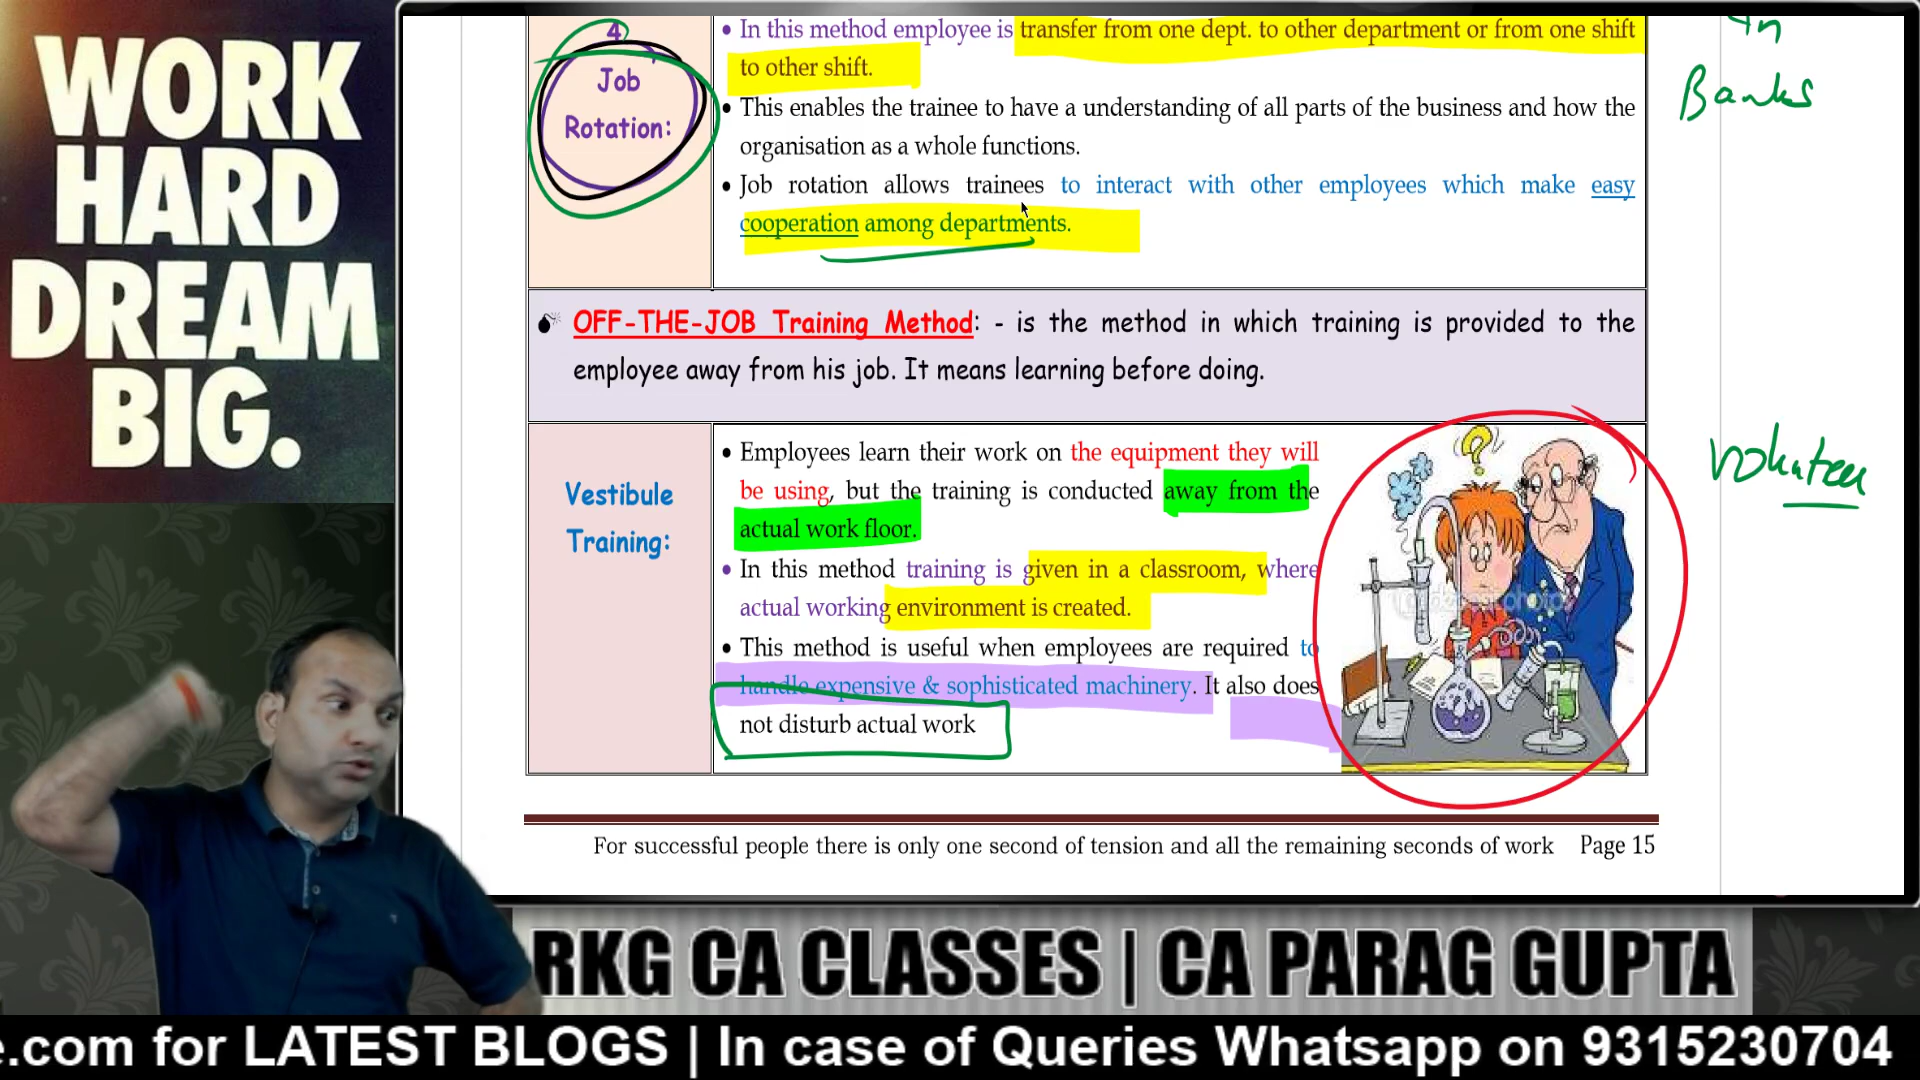 WORK
HARD
DREAM
BIG.
4
Job
Rotation:
• In this method employee is transfer from one dept. to other department or from one shift
to other shift.
• This enables the trainee to have a understanding of all parts of the business and how the
organisation as a whole functions.
• Job rotation allows trainees to interact with other employees which make easy
cooperation among departments.
In
Banks
OFF-THE-JOB Training Method: - is the method in which training is provided to the
employee away from his job. It means learning before doing.
Vestibule
Training:
• Employees learn their work on the equipment they will
be using, but the training is conducted away from the
actual work floor.
• In this method training is given in a classroom, where
actual working environment is created.
• This method is useful when employees are required to
handle expensive & sophisticated machinery. It also does
not disturb actual work
?
For successful people there is only one second of tension and all the remaining seconds of work Page 15
RKG CA CLASSES | CA PARAG GUPTA
e.com for LATEST BLOGS | In case of Queries Whatsapp on 9315230704